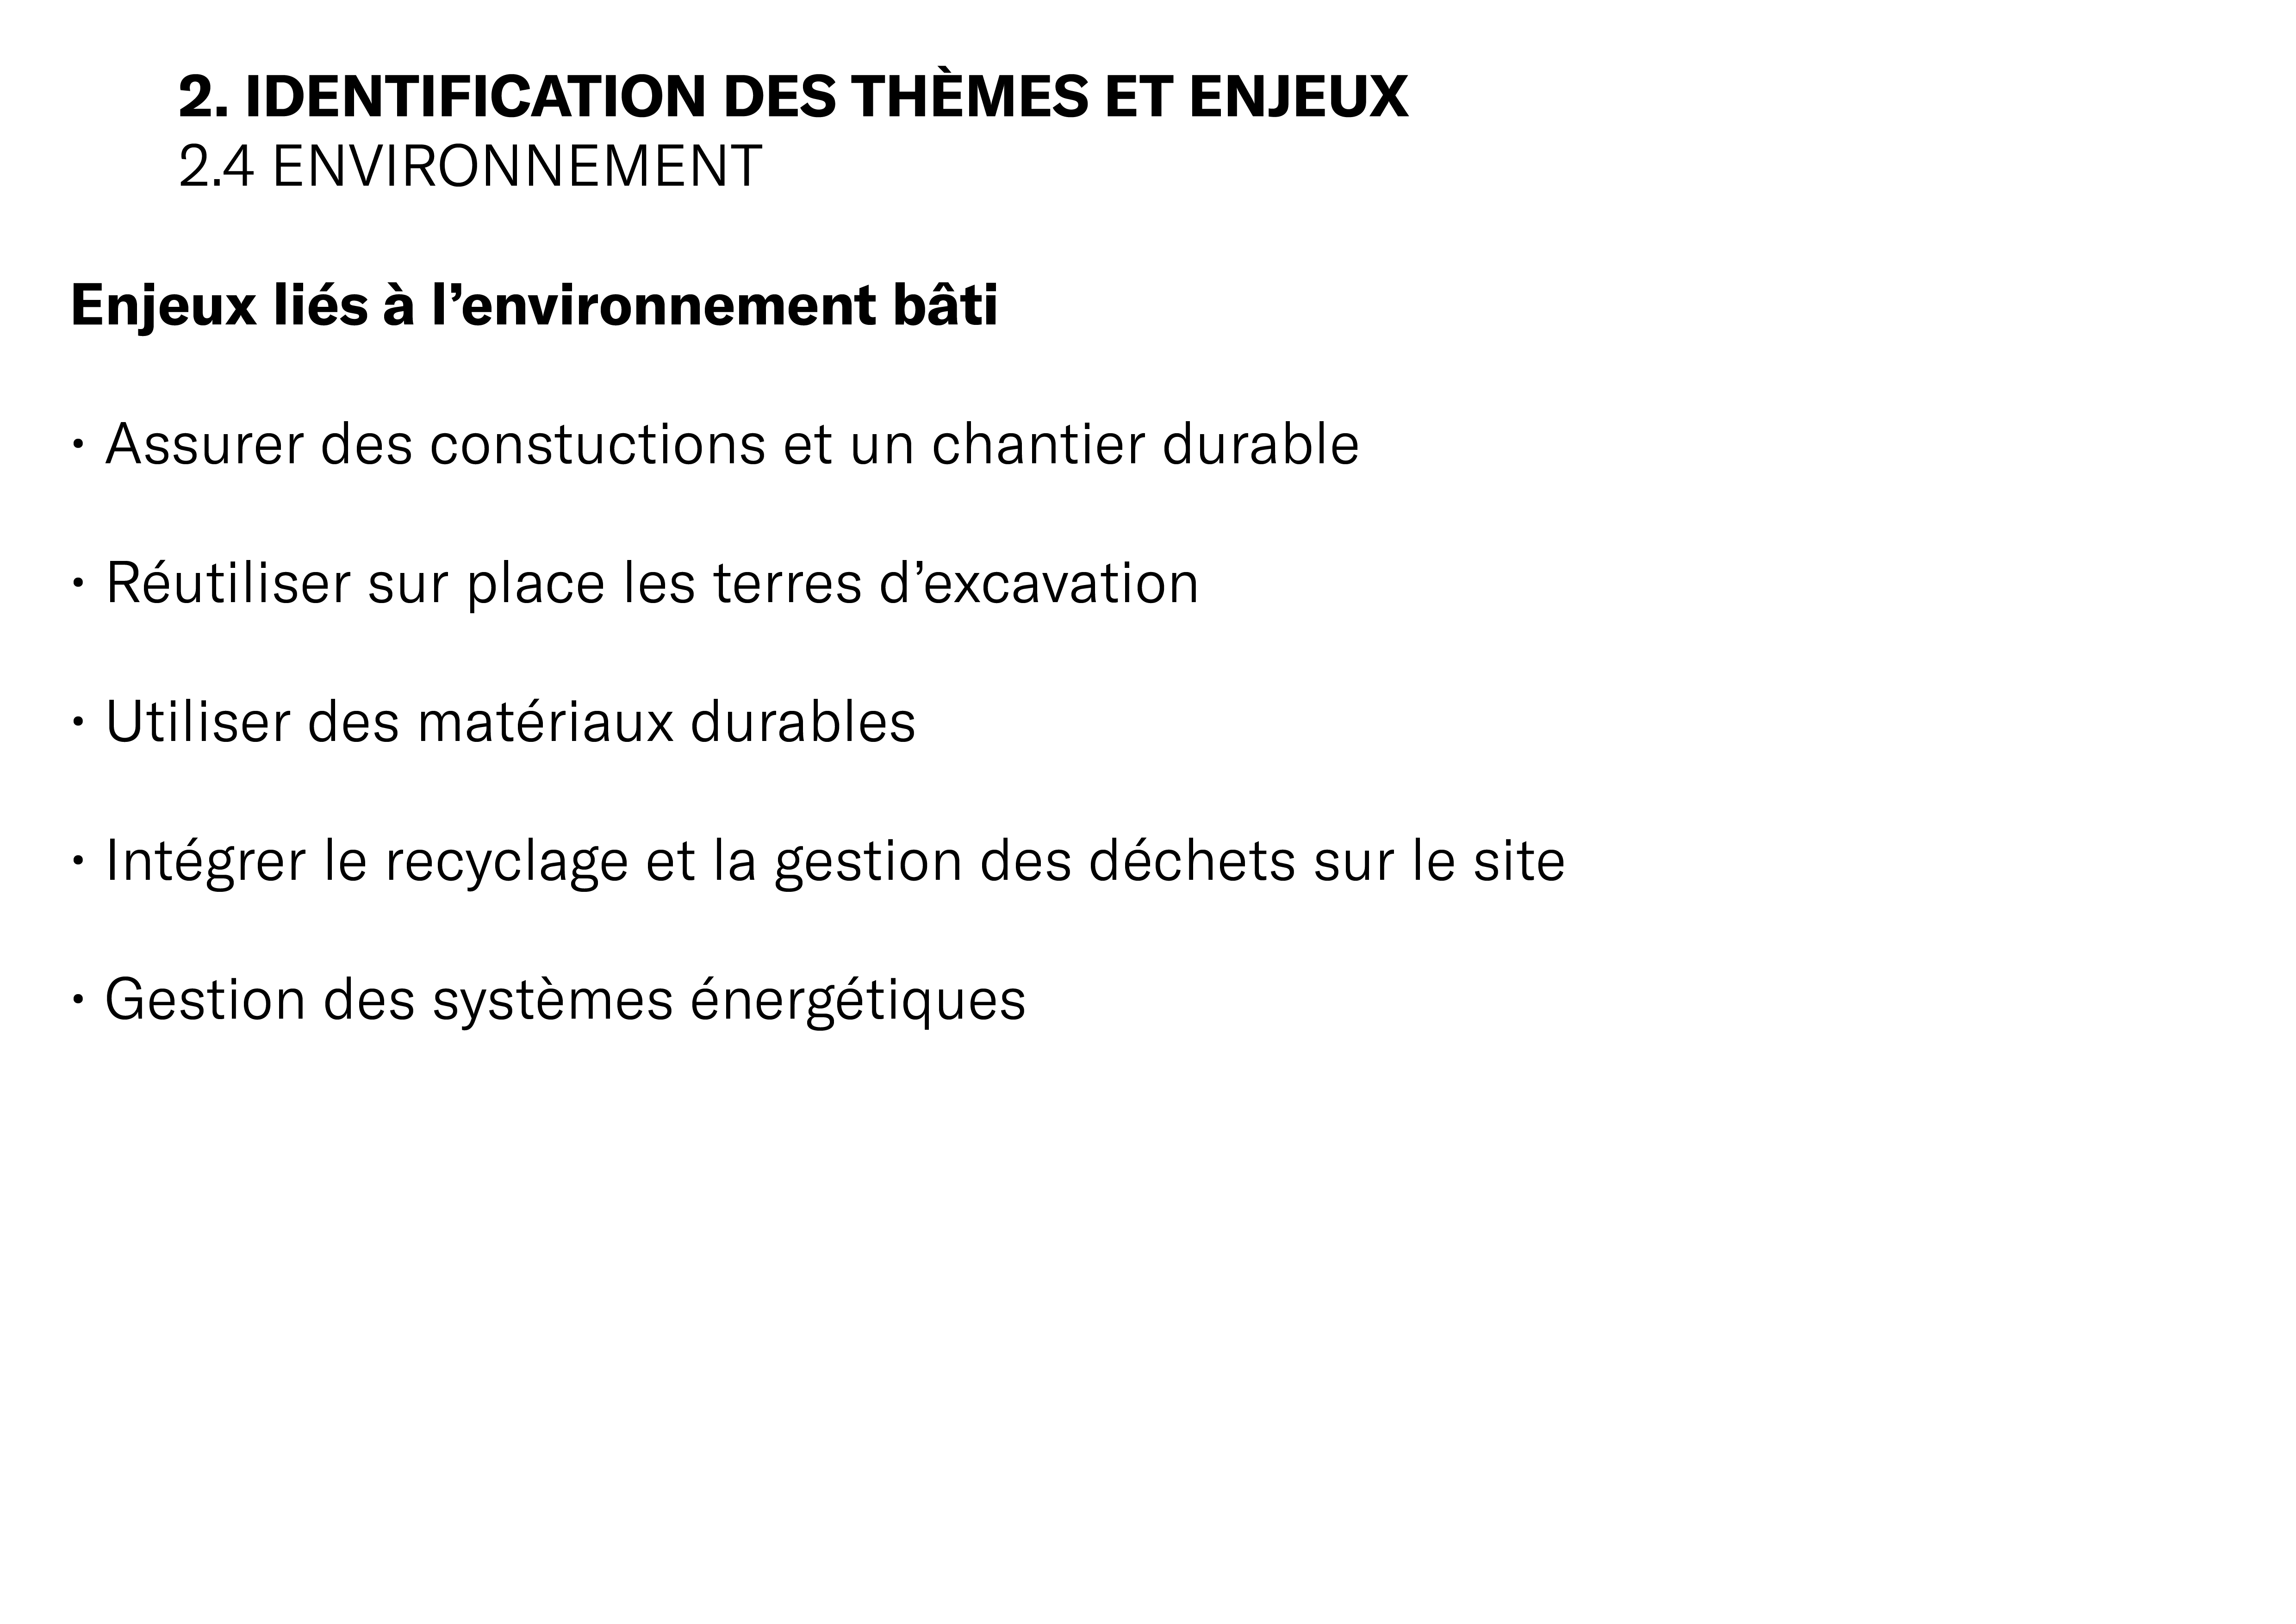 2. IDENTIFICATION DES THÈMES ET ENJEUX
2.4 ENVIRONNEMENT
Enjeux liés à l’environnement bâti
• Assurer des constuctions et un chantier durable
• Réutiliser sur place les terres d’excavation
• Utiliser des matériaux durables
• Intégrer le recyclage et la gestion des déchets sur le site
• Gestion des systèmes énergétiques